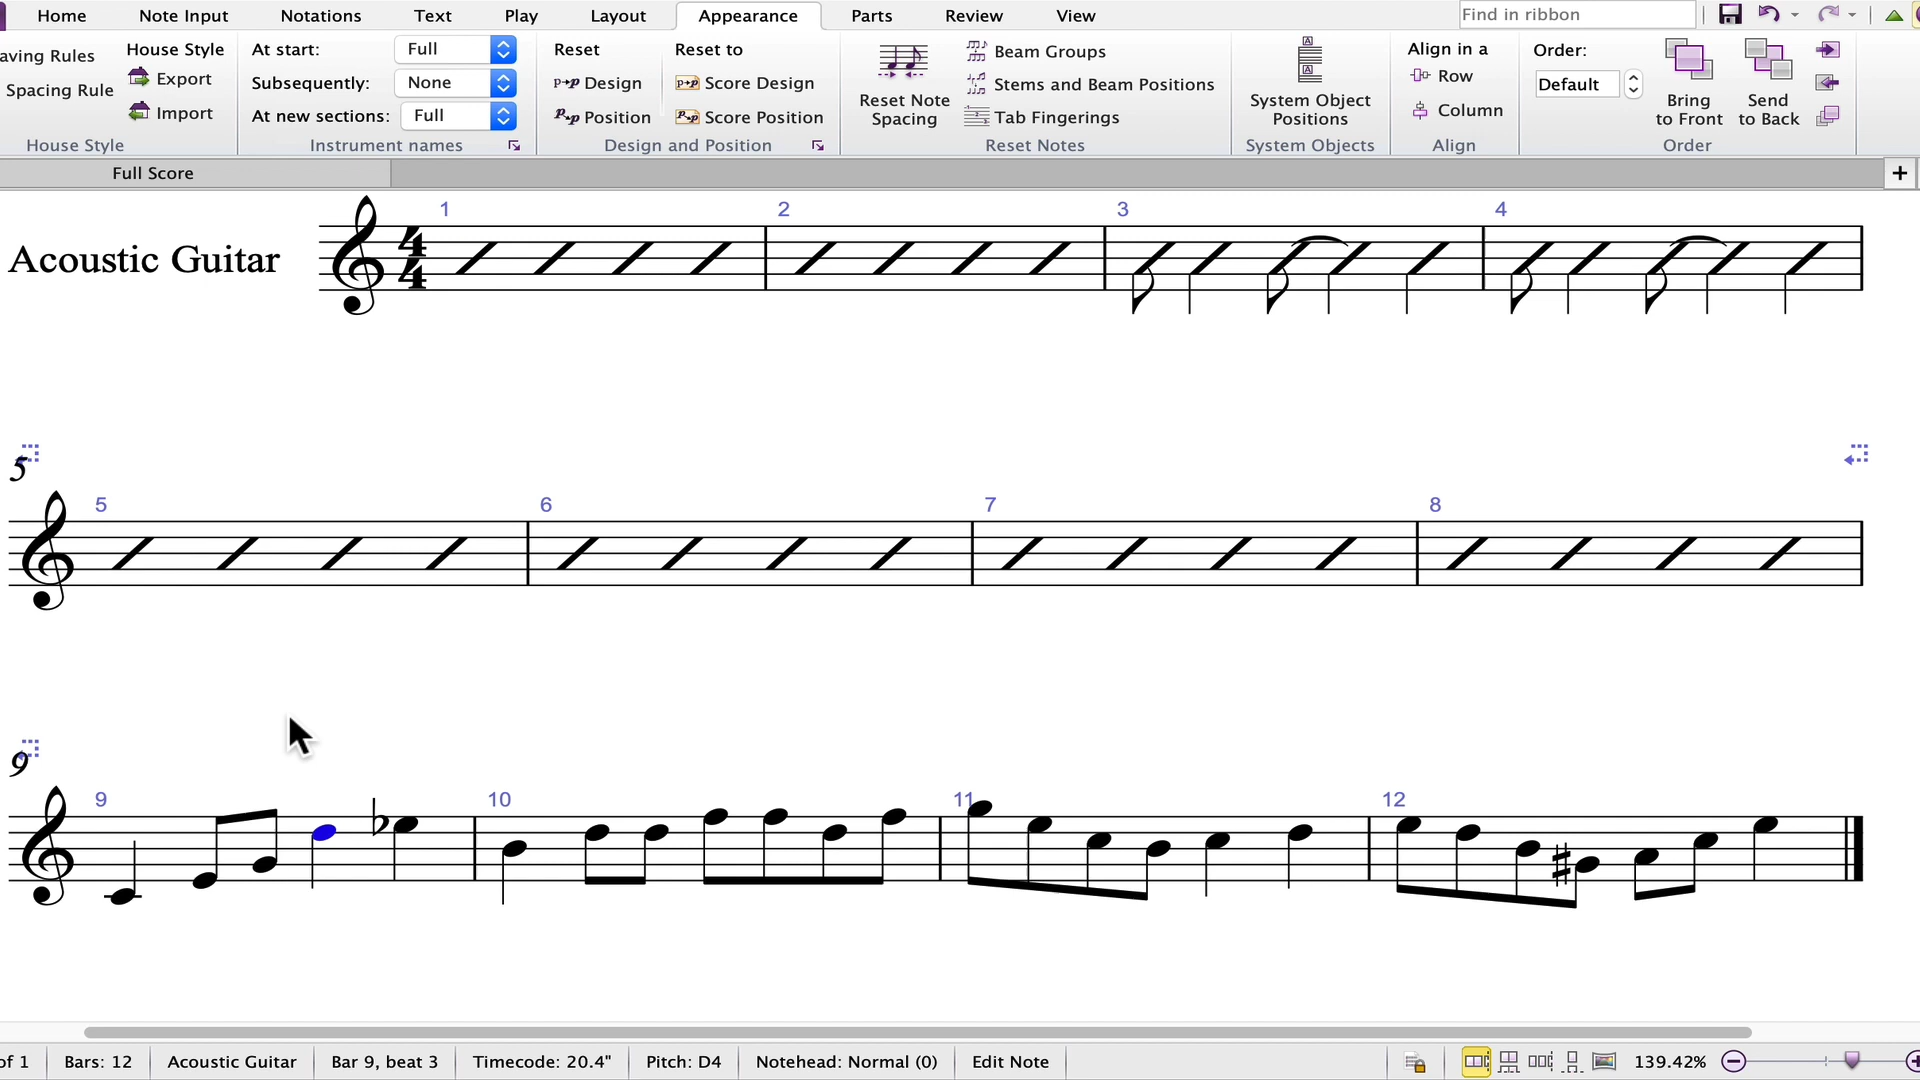 Home Note Input Notations Text Play Layout Appearance Parts Review View Find in ribbon
aving Rules House Style At start: Full Reset Reset to Beam Groups Align in a Order:
Spacing Rule Export Subsequently: None Design Score Design Reset Note Spacing Stems and Beam Positions System Object Positions Row Default Bring to Front Send to Back
Import At new sections: Full Position Score Position Tab Fingerings Column
House Style Instrument names Design and Position Reset Notes System Objects Align Order
Full Score +
1 2 3 4
Acoustic Guitar 4 4
5
5 6 7 8
9
9 10 11 12
of 1 Bars: 12 Acoustic Guitar Bar 9, beat 3 Timecode: 20.4" Pitch: D4 Notehead: Normal (0) Edit Note 139.42%